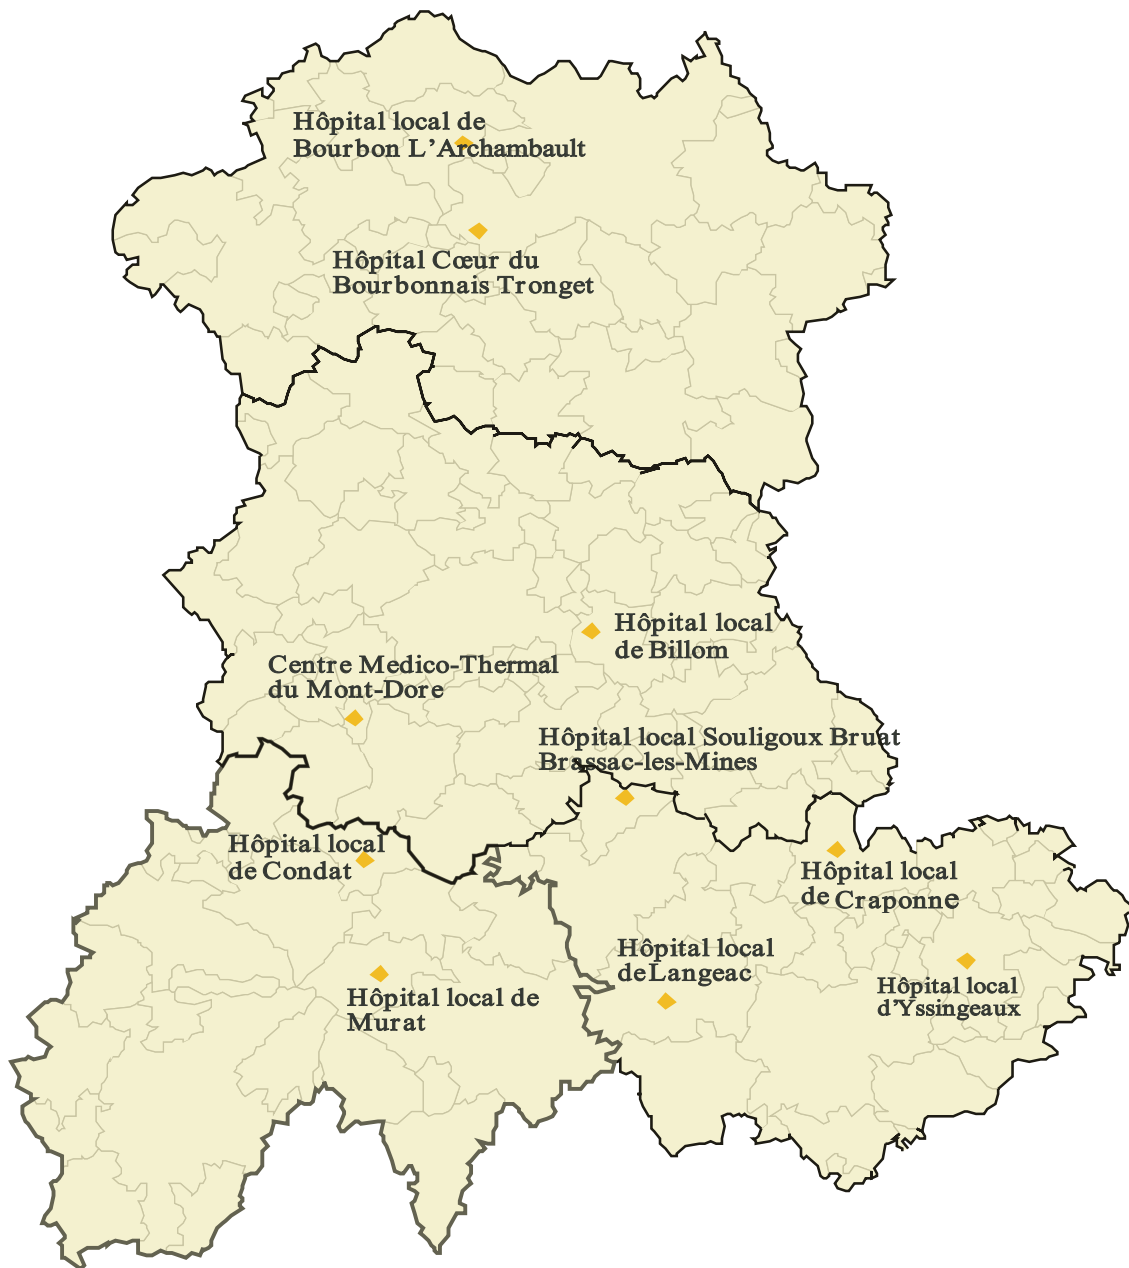 Hôpital local de
Bourbon L'Archambault
Hôpital Cœur du
Bourbonnais Tronget
Hôpital local
de Billom
Centre Medico-Thermal
du Mont-Dore
Hôpital local Souligoux Bruat
Brassac-les-Mines
Hôpital local
de Condat
Hôpital local
de Craponne
Hôpital local
de Langeac
Hôpital local
d'Yssingeaux
Hôpital local de
Murat